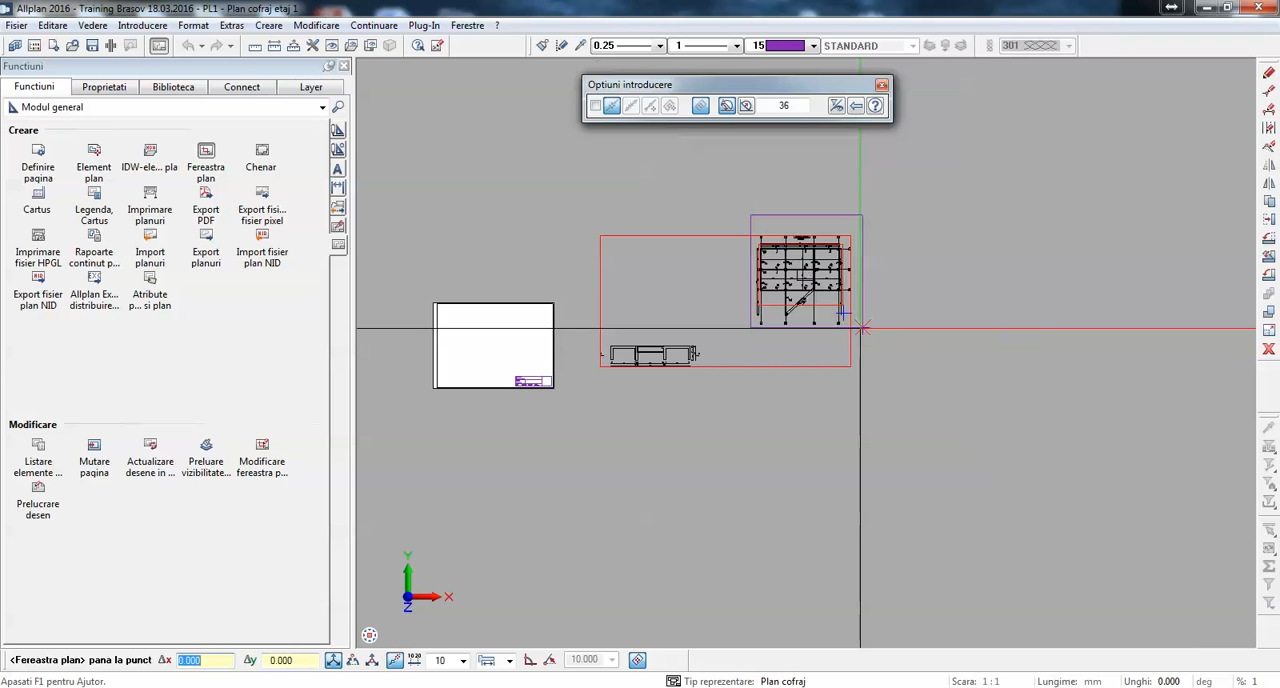 Allplan 2016 - Training Brasov 18.03.2016 - PL1 - Plan cofraj etaj 1
Fisier Editare Vedere Introducere Format Extras Creare Modificare Continuare Plug-In Ferestre ?
0.25 1 15 STANDARD 301
Functiuni
Functiuni Proprietati Biblioteca Connect Layer
Modul general
Creare
Definire pagina
Element plan
IDW-ele... pla
Fereastra plan
Chenar
Cartus
Legenda, Cartus
Imprimare planuri
Export PDF
Export fisi... fisier pixel
Imprimare fisier HPGL
Rapoarte continut p...
Import planuri
Export planuri
Import fisier plan NID
Export fisier plan NID
Allplan Ex... distribuire...
Atribute p... si plan
Modificare
Listare elemente ...
Mutare pagina
Actualizare desene in ...
Preluare vizibilitate...
Modificare fereastra p...
Prelucrare desen
Optiuni introducere
36
Y
X
Z
<Fereastra plan> pana la punct Δx 0.000 Δy 0.000 10 20 10 10.000
Apasati F1 pentru Ajutor. Tip reprezentare: Plan cofraj Scara: 1 : 1 Lungime: mm Unghi: 0.000 deg %: 1